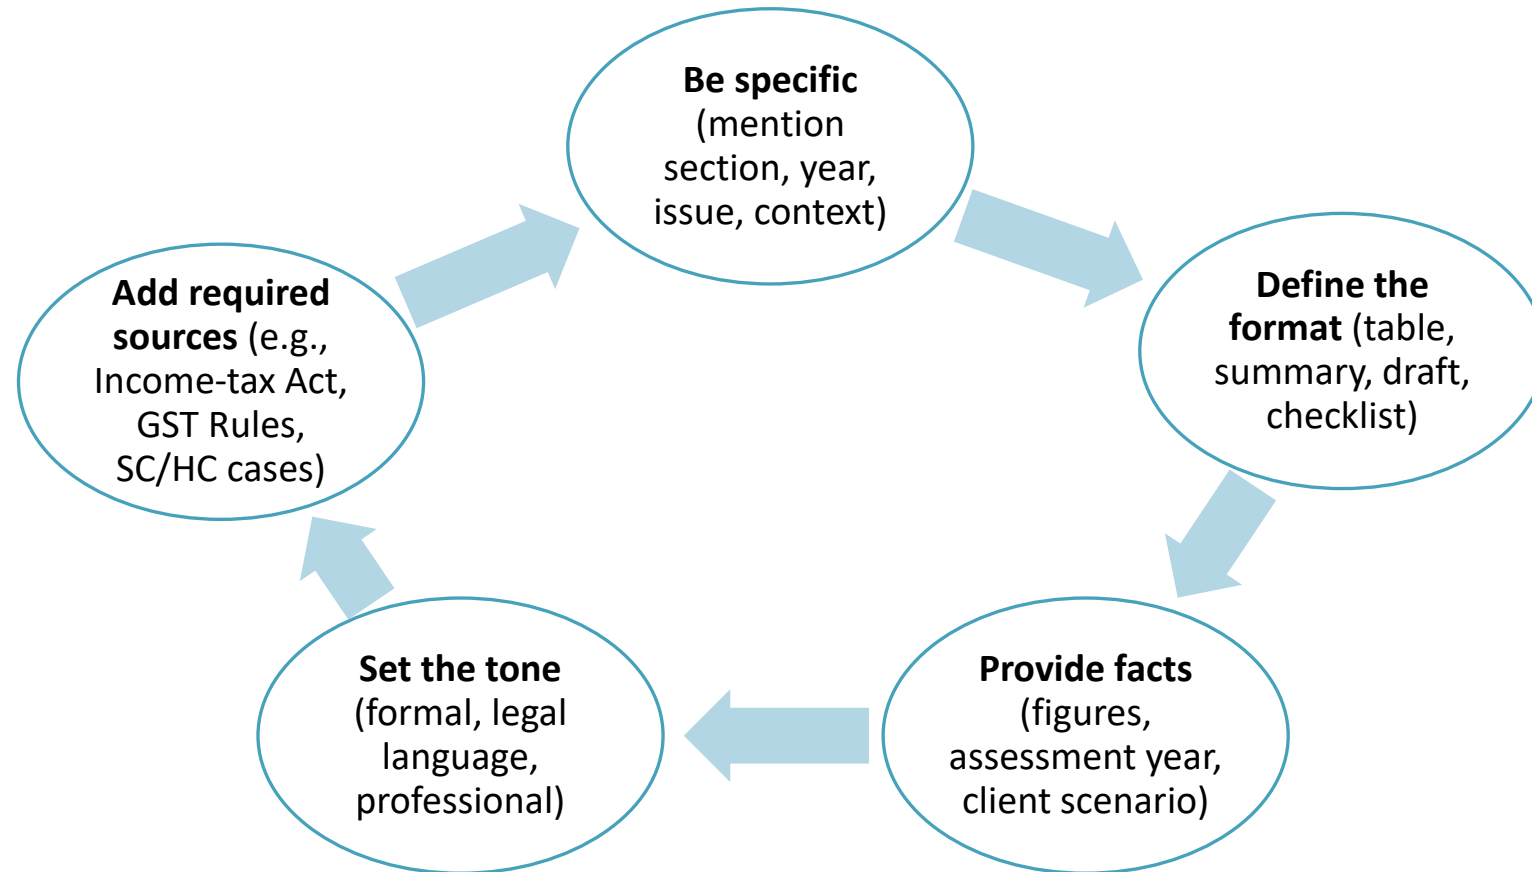 Be specific
(mention
section, year,
issue, context)
Define the
format (table,
summary, draft,
checklist)
Provide facts
(figures,
assessment year,
client scenario)
Set the tone
(formal, legal
language,
professional)
Add required
sources (e.g.,
Income-tax Act,
GST Rules,
SC/HC cases)